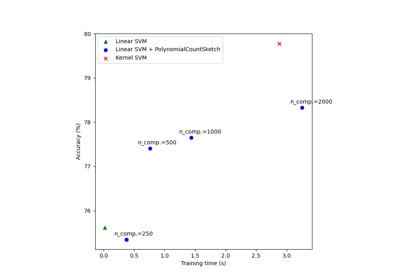 80
Linear SVM
Linear SVM + PolynomialCountSketch
Kernel SVM
79
n_comp.=2000
78
n_comp.=1000
n_comp.=500
77
Accuracy (%)
76
n_comp.=250
0.0 0.5 1.0 1.5 2.0 2.5 3.0
Training time (s)